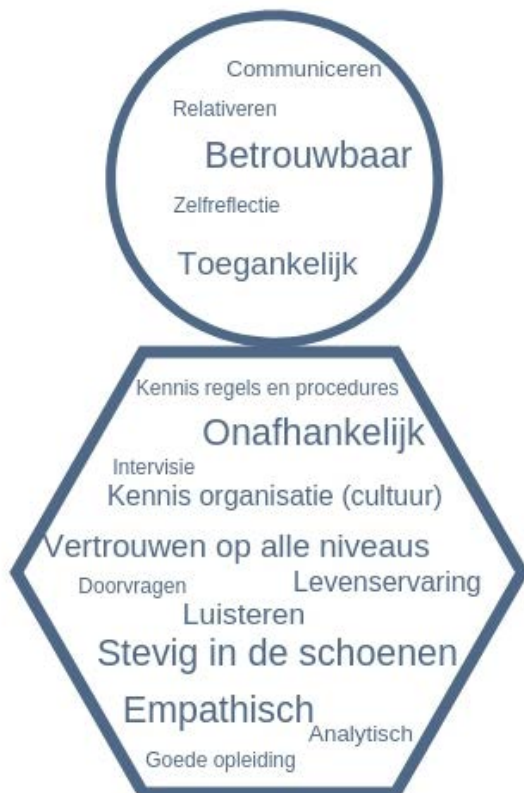 Communiceren
Relativeren
Betrouwbaar
Zelfreflectie
Toegankelijk
Kennis regels en procedures
Onafhankelijk
Intervisie
Kennis organisatie (cultuur)
Vertrouwen op alle niveaus
Doorvragen
Levenservaring
Luisteren
Stevig in de schoenen
Empathisch
Analytisch
Goede opleiding